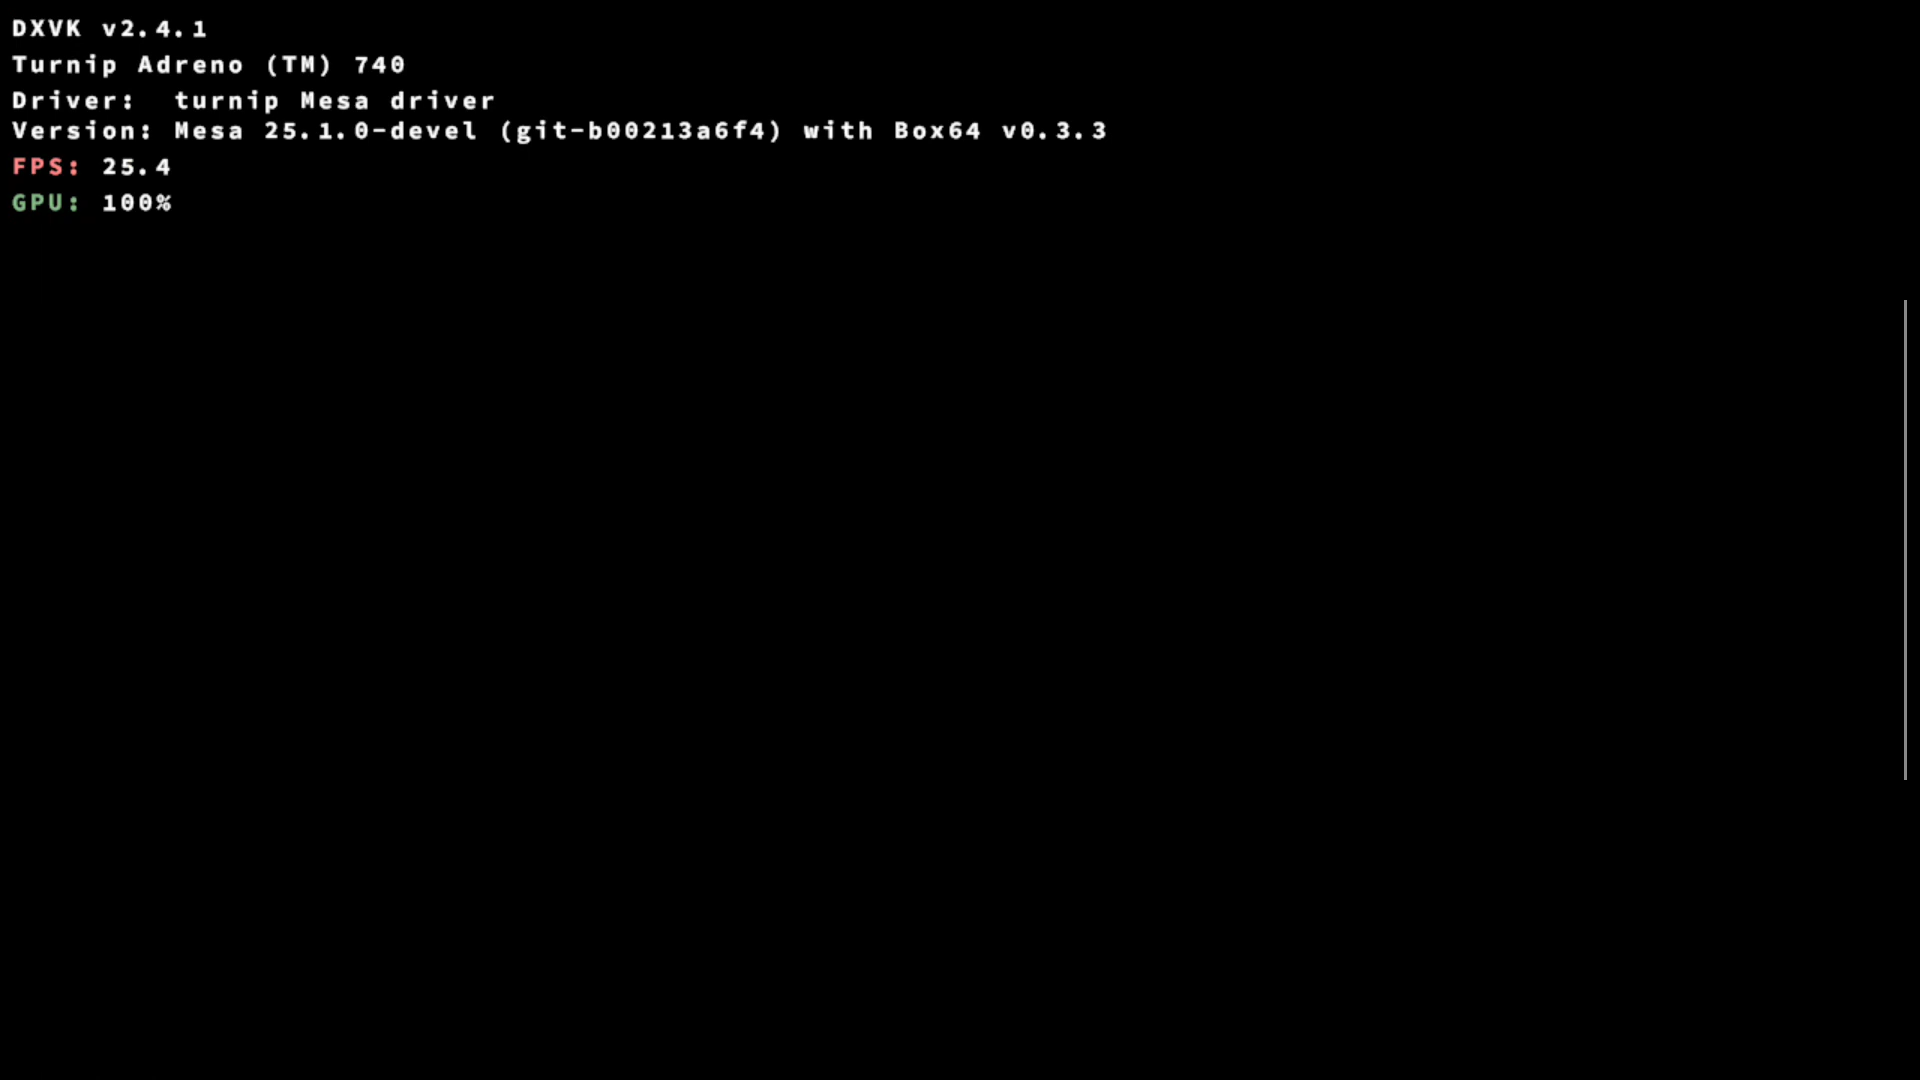 DXVK v2.4.1
Turnip Adreno (TM) 740
Driver:  turnip Mesa driver
Version: Mesa 25.1.0-devel (git-b00213a6f4) with Box64 v0.3.3
FPS: 25.4
GPU: 100%